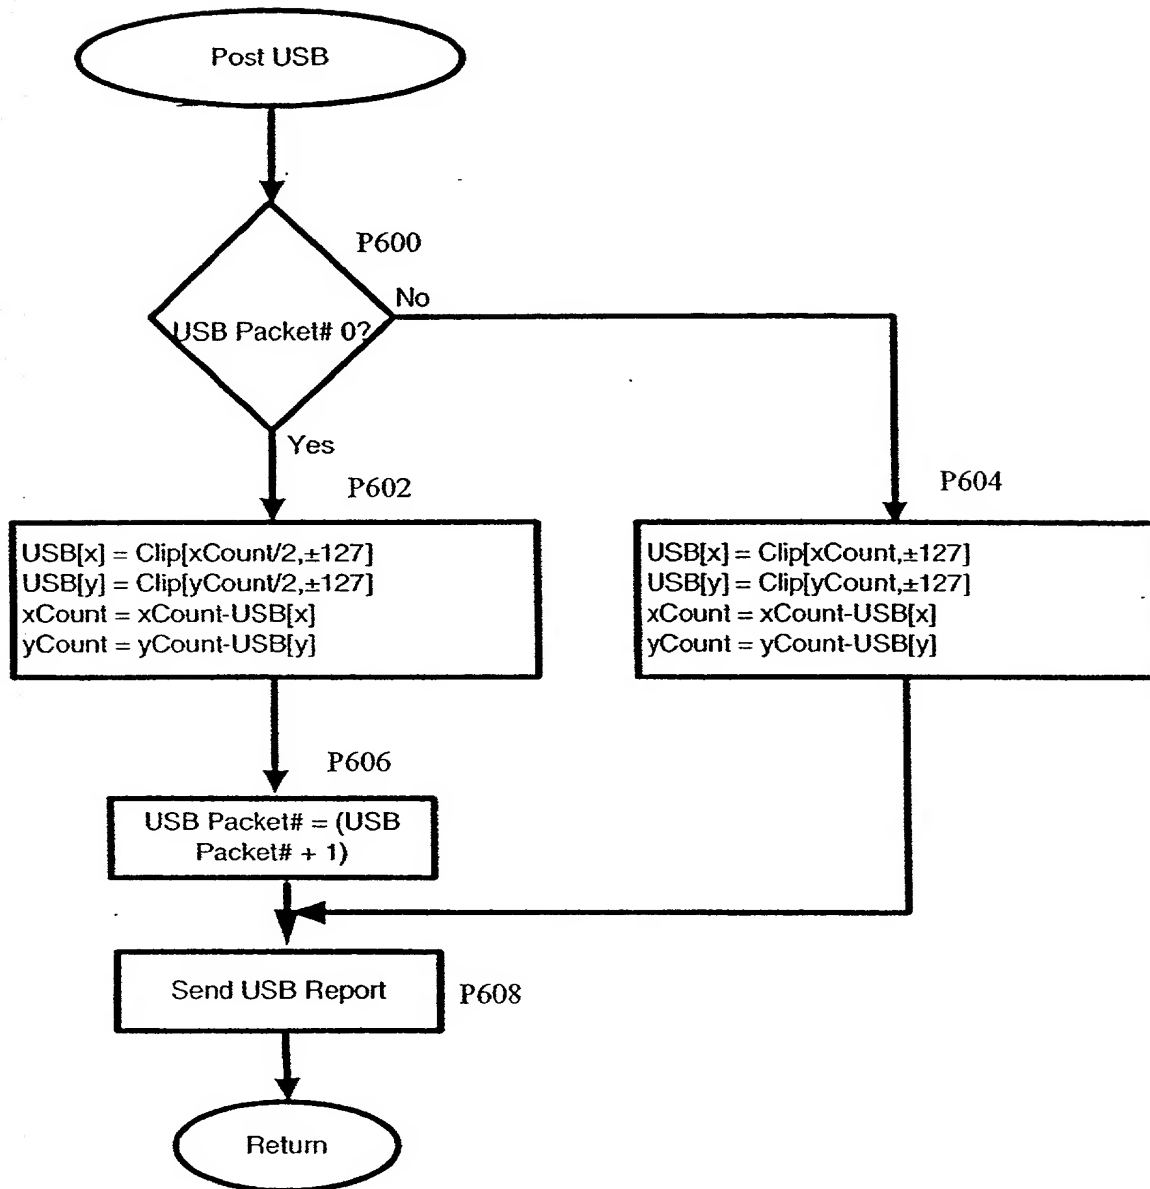 Post USB
P600
No
USB Packet# 0?
Yes
P602
P604
USB[x] = Clip[xCount/2,±127]
USB[y] = Clip[yCount/2,±127]
xCount = xCount-USB[x]
yCount = yCount-USB[y]
USB[x] = Clip[xCount,±127]
USB[y] = Clip[yCount,±127]
xCount = xCount-USB[x]
yCount = yCount-USB[y]
P606
USB Packet# = (USB
Packet# + 1)
Send USB Report
P608
Return